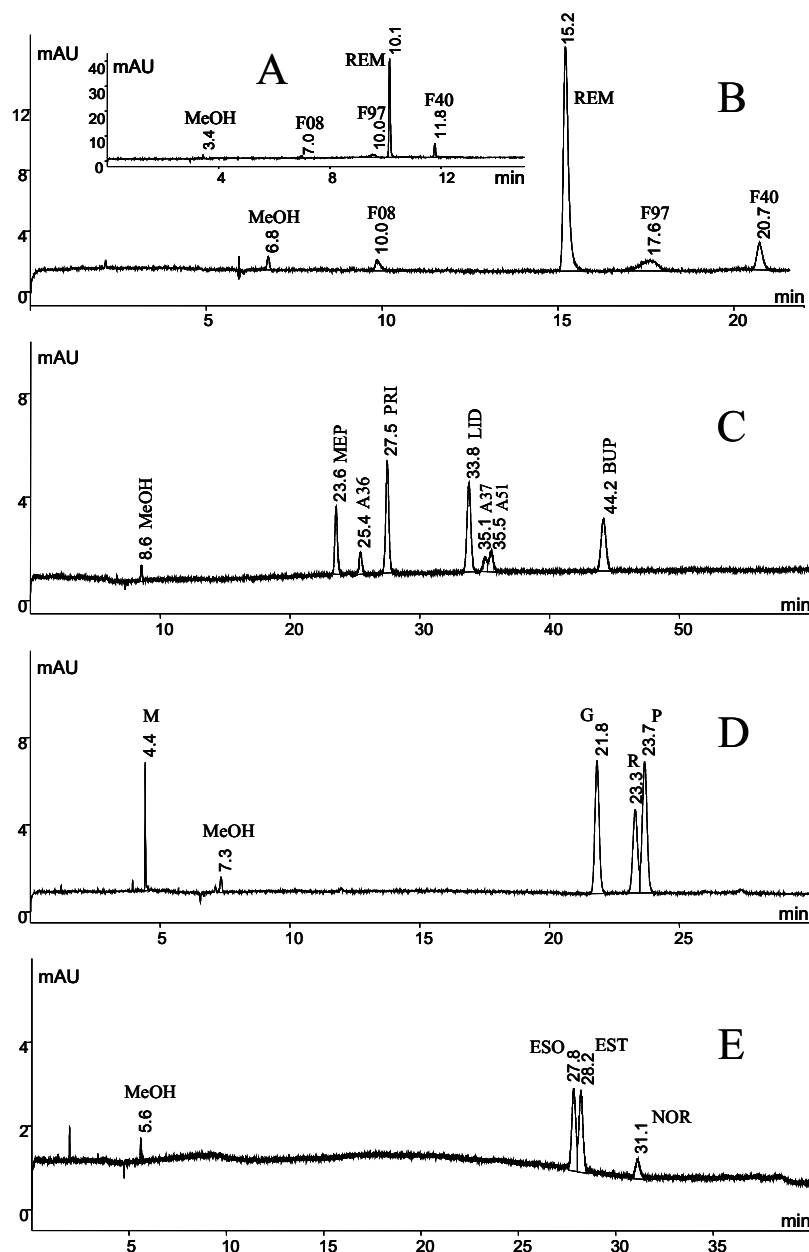 mAU
B
12
8
4
0
MeOH
6.8
F08
10.0
15.2
REM
F97
17.6
F40
20.7
5
10
15
20
min
A
mAU
40
30
20
10
0
MeOH
3.4
F08
7.0
F97
10.0
REM
10.1
F40
11.8
4
8
12
min
C
mAU
8
4
0
8.6 MeOH
23.6 MEP
25.4 A36
27.5 PRI
33.8 LID
35.1 A37
35.5 A51
44.2 BUP
10
20
30
40
50
min
D
mAU
8
4
0
M
4.4
MeOH
7.3
G
21.8
R
23.3
P
23.7
5
10
15
20
25
min
E
mAU
4
2
0
MeOH
5.6
ESO
27.8
EST
28.2
NOR
31.1
5
10
15
20
25
30
35
min